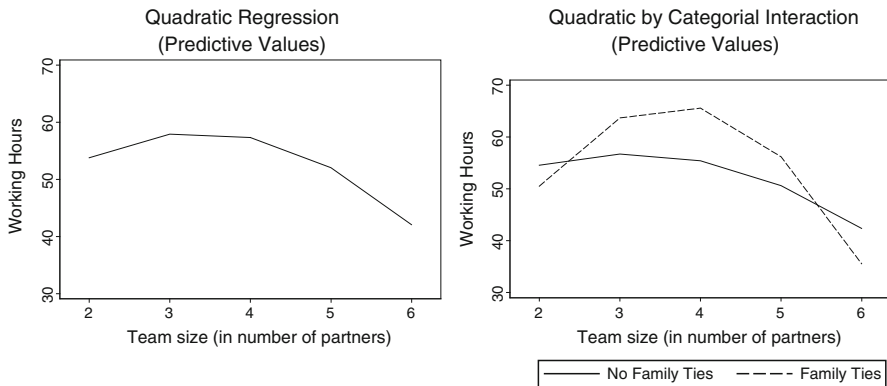 Quadratic Regression
(Predictive Values)
Working Hours
70
60
50
40
30
2 3 4 5 6
Team size (in number of partners)
Quadratic by Categorial Interaction
(Predictive Values)
Working Hours
70
60
50
40
30
2 3 4 5 6
Team size (in number of partners)
No Family Ties Family Ties